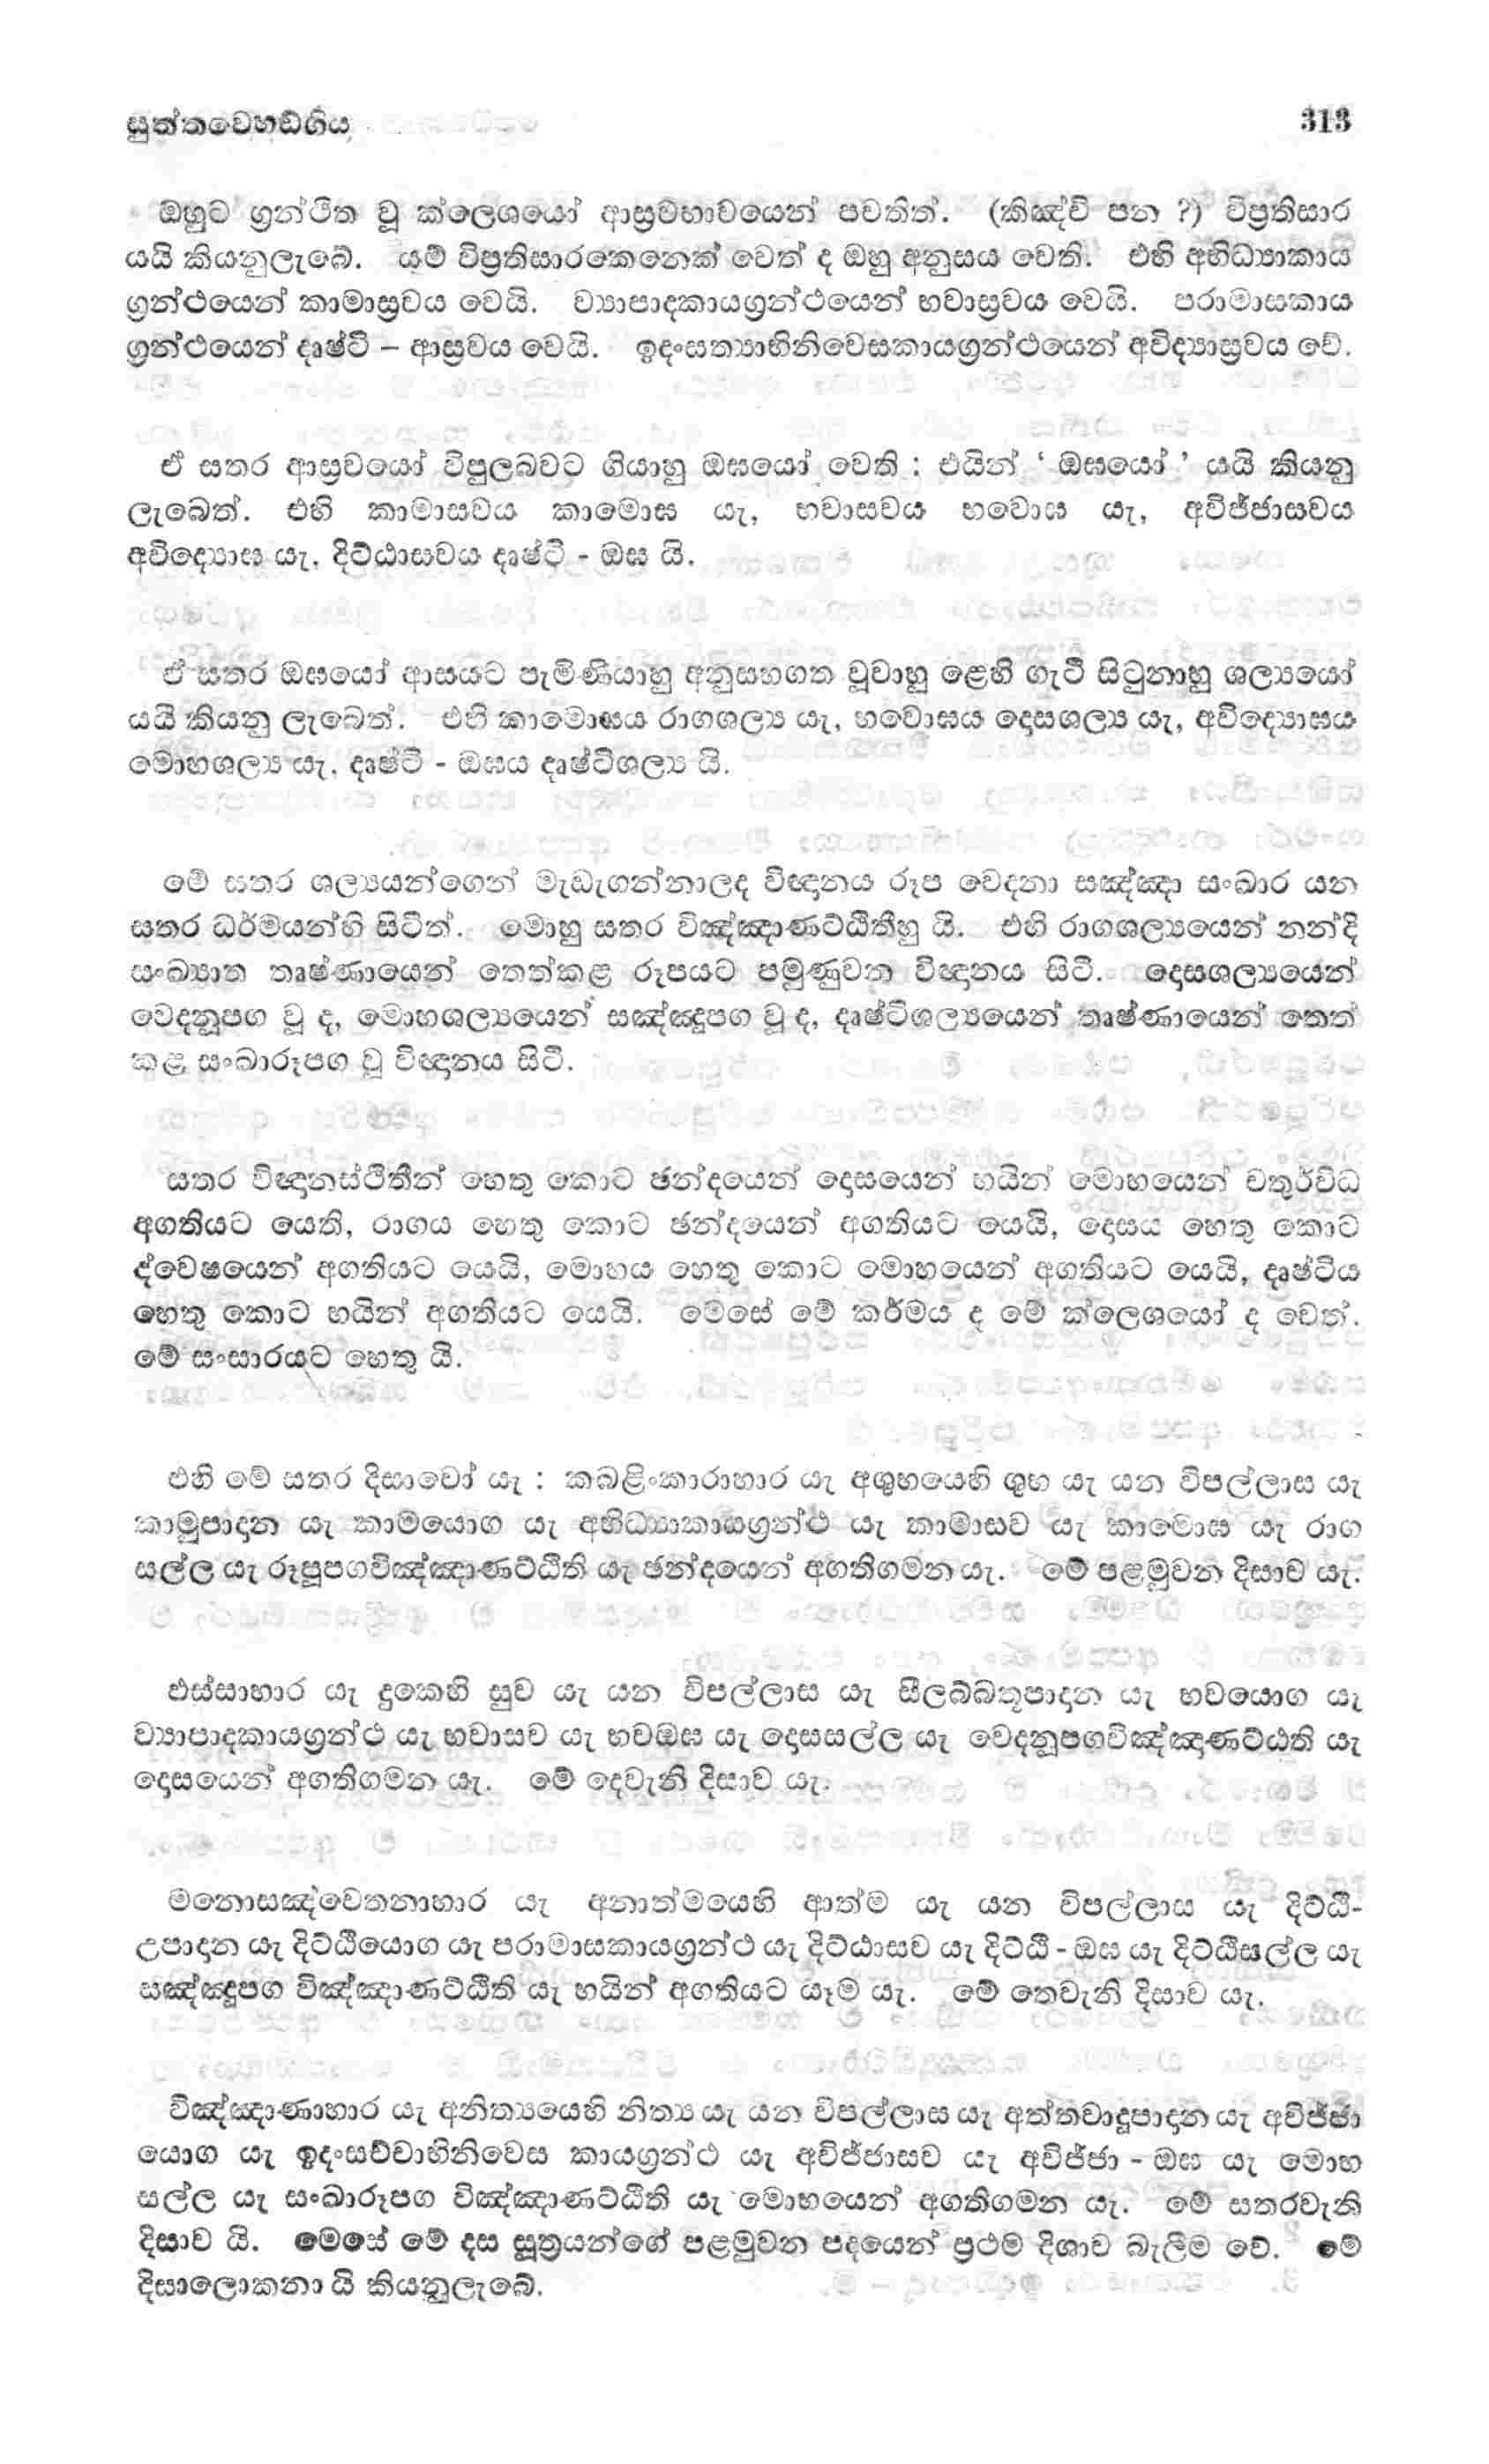 සුත්තවෙභඞ්ගිය 313
ඔහුට ග්‍රන්ථිත වූ ක්ලෙශයෝ ආස්‍රවභාවයෙන් පවතිත්. (කිඤ්චි පන ?) විප්‍රතිසාර
යයි කියනුලැබේ. යම් විප්‍රතිසාරකෙනෙක් වෙත් ද ඔහු අනුසය වෙති. එහි අභිධ්‍යාකාය
ග්‍රන්ථයෙන් කාමාස්‍රවය වෙයි. ව්‍යාපාදකායග්‍රන්ථයෙන් භවාස්‍රවය වෙයි. පරාමාසකාය
ග්‍රන්ථයෙන් දෘෂ්ටි – ආස්‍රවය වෙයි. ඉදංසත්‍යාභිනිවෙසකායග්‍රන්ථයෙන් අවිද්‍යාස්‍රවය වේ.
ඒ සතර ආස්‍රවයෝ විපුලබවට ගියාහු ඔඝයෝ වෙති ; එයින් ‘ ඔඝයෝ ’ යයි කියනු
ලැබෙත්. එහි කාමාසවය කාමොඝ යැ, භවාසවය භවොඝ යැ, අවිජ්ජාසවය
අවිද්‍යොඝ යැ, දිට්ඨාසවය දෘෂ්ටි - ඔඝ යි.
ඒ සතර ඔඝයෝ ආසයට පැමිණියාහු අනුසහගත වූවාහු ළෙහි ගැටී සිටුනාහු ශල්‍යයෝ
යයි කියනු ලැබෙත්. එහි කාමොඝය රාගශල්‍ය යැ, භවොඝය දොසශල්‍ය යැ, අවිද්‍යොඝය
මොහශල්‍ය යැ, දෘෂ්ටි - ඔඝය දෘෂ්ටිශල්‍ය යි.
මේ සතර ශල්‍යයන්ගෙන් මැඩැගන්නාලද විඥානය රූප වෙදනා සඤ්ඤා සංඛාර යන
සතර ධර්මයන්හි සිටිත්. මොහු සතර විඤ්ඤාණට්ඨිතීහු යි. එහි රාගශල්‍යයෙන් නන්දි
සංඛ්‍යාත තෘෂ්ණායෙන් තෙත්කළ රූපයට පමුණුවන විඥානය සිටී. දොසශල්‍යයෙන්
වෙදනූපග වූ ද, මොහශල්‍යයෙන් සඤ්ඤූපග වූ ද, දෘෂ්ටිශල්‍යයෙන් තෘෂ්ණායෙන් තෙත්
කළ සංඛාරූපග වූ විඥානය සිටී.
සතර විඥානස්ථිතීන් හෙතු කොට ඡන්දයෙන් දොසයෙන් භයින් මොහයෙන් චතුර්විධ
අගතියට යෙති, රාගය හෙතු කොට ඡන්දයෙන් අගතියට යෙයි, දොසය හෙතු කොට
ද්වෙෂයෙන් අගතියට යෙයි, මොහය හෙතු කොට මොහයෙන් අගතියට යෙයි, දෘෂ්ටිය
හෙතු කොට භයින් අගතියට යෙයි. මෙසේ මේ කර්මය ද මේ ක්ලෙශයෝ ද වෙත්.
මේ සංසාරයට හෙතු යි.
එහි මේ සතර දිසාවෝ යැ : කබළිංකාරාහාර යැ අශුභයෙහි ශුභ යැ යන විපල්ලාස යැ
කාමූපාදාන යැ කාමයොග යැ අභිධ්‍යාකායග්‍රන්ථ යැ කාමාසව යැ කාමොඝ යැ රාග
සල්ල යැ රූපූපගවිඤ්ඤාණට්ඨිති යැ ඡන්දයෙන් අගතිගමන යැ. මේ පළමුවන දිසාව යැ.
ඵස්සාහාර යැ දුකෙහි සුව යැ යන විපල්ලාස යැ සීලබ්බතූපාදාන යැ භවයොග යැ
ව්‍යාපාදකායග්‍රන්ථ යැ භවාසව යැ භවඔඝ යැ දොසසල්ල යැ වෙදනූපගවිඤ්ඤාණට්ඨති යැ
දොසයෙන් අගතිගමන යැ. මේ දෙවැනි දිසාව යැ.
මනොසඤ්චෙතනාහාර යැ අනාත්මයෙහි ආත්ම යැ යන විපල්ලාස යැ දිට්ඨි-
උපාදාන යැ දිට්ඨියොග යැ පරාමාසකායග්‍රන්ථ යැ දිට්ඨාසව යැ දිට්ඨි - ඔඝ යැ දිට්ඨිසල්ල යැ
සඤ්ඤූපග විඤ්ඤාණට්ඨිති යැ භයින් අගතියට යෑම යැ. මේ තෙවැනි දිසාව යැ.
විඤ්ඤාණාහාර යැ අනිත්‍යයෙහි නිත්‍ය යැ යන විපල්ලාස යැ අත්තවාදූපාදාන යැ අවිජ්ජා
යොග යැ ඉදංසච්චාභිනිවෙස කායග්‍රන්ථ යැ අවිජ්ජාසව යැ අවිජ්ජා - ඔඝ යැ මොහ
සල්ල යැ සංඛාරූපග විඤ්ඤාණට්ඨිති යැ මොහයෙන් අගතිගමන යැ. මේ සතරවැනි
දිසාව යි. මෙසේ මේ දස සූත්‍රයන්ගේ පළමුවන පදයෙන් ප්‍රථම දිශාව බැලීම වේ. මේ
දිසාලොකනා යි කියනුලැබේ.